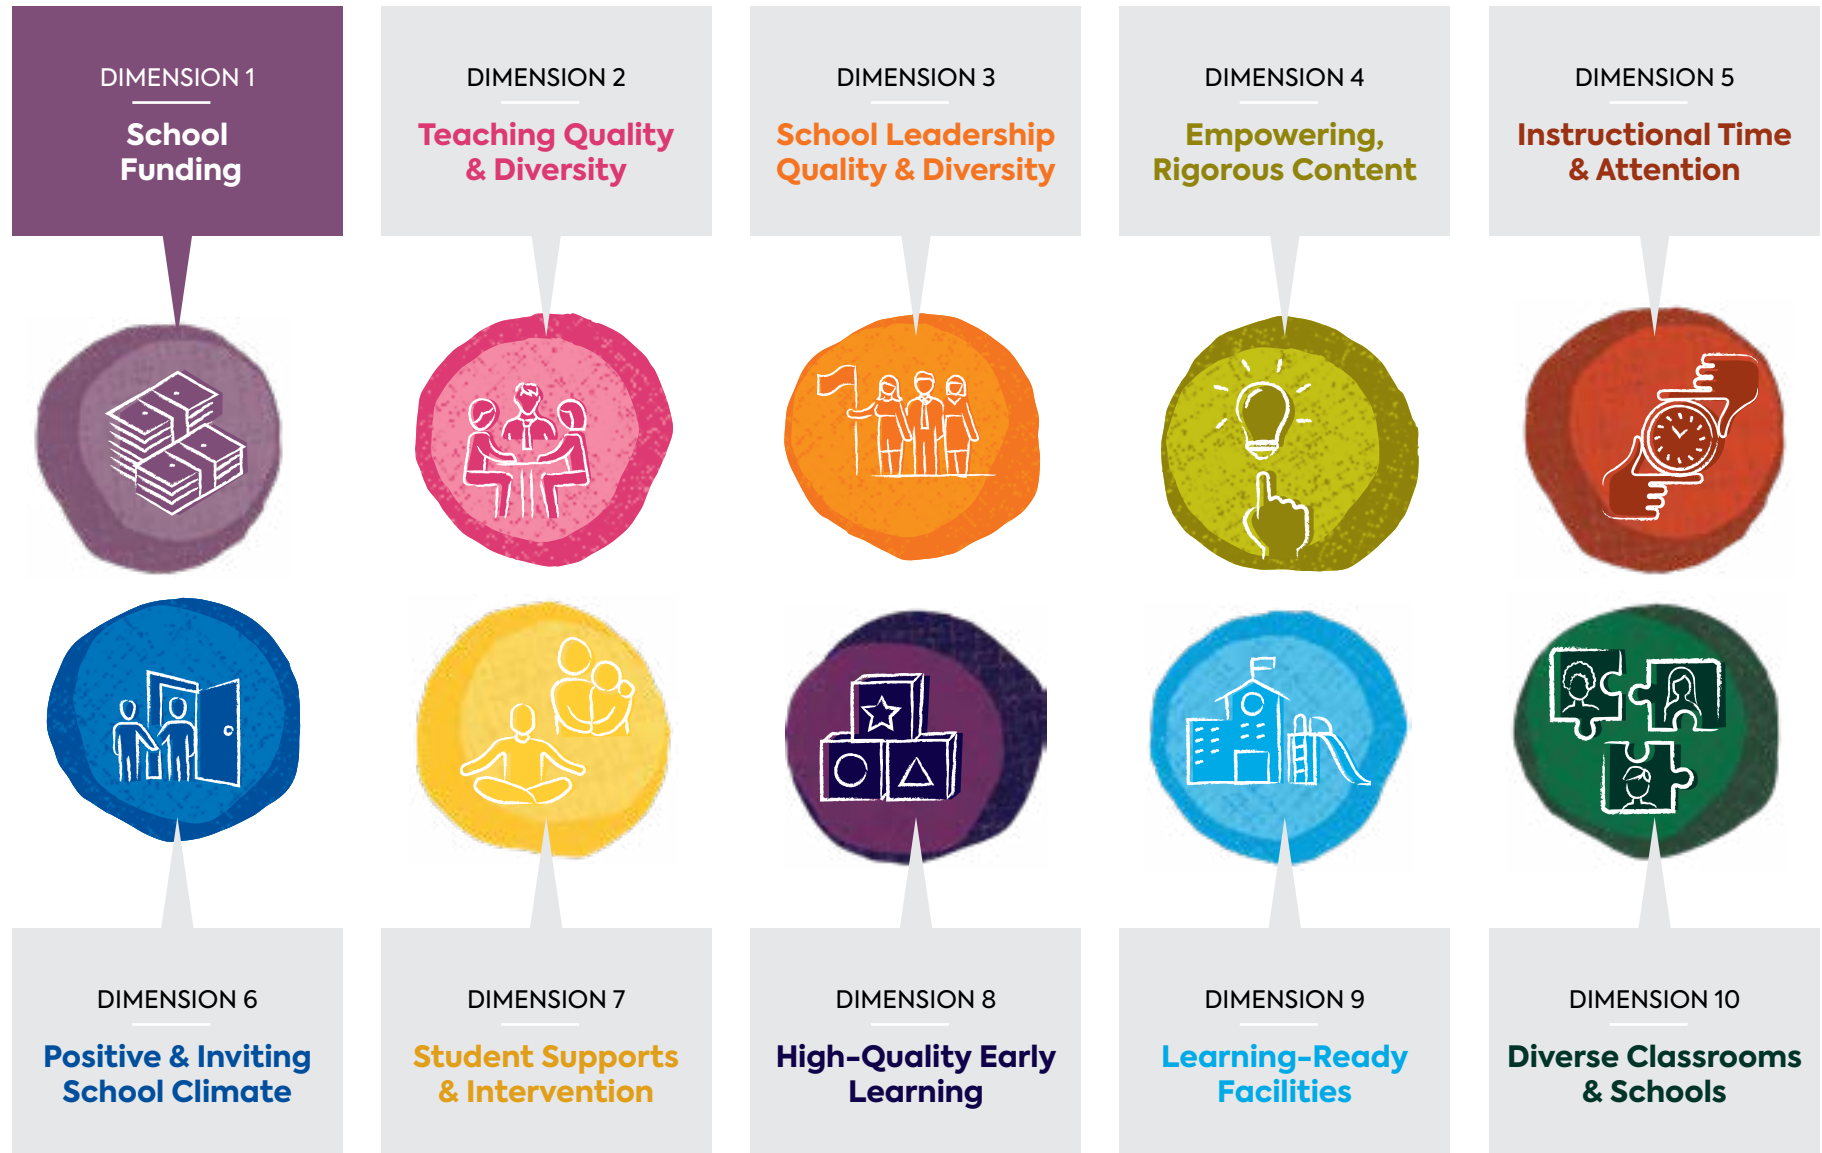 DIMENSION 1
School
Funding
DIMENSION 2
Teaching Quality
& Diversity
DIMENSION 3
School Leadership
Quality & Diversity
DIMENSION 4
Empowering,
Rigorous Content
DIMENSION 5
Instructional Time
& Attention
DIMENSION 6
Positive & Inviting
School Climate
DIMENSION 7
Student Supports
& Intervention
DIMENSION 8
High-Quality Early
Learning
DIMENSION 9
Learning-Ready
Facilities
DIMENSION 10
Diverse Classrooms
& Schools